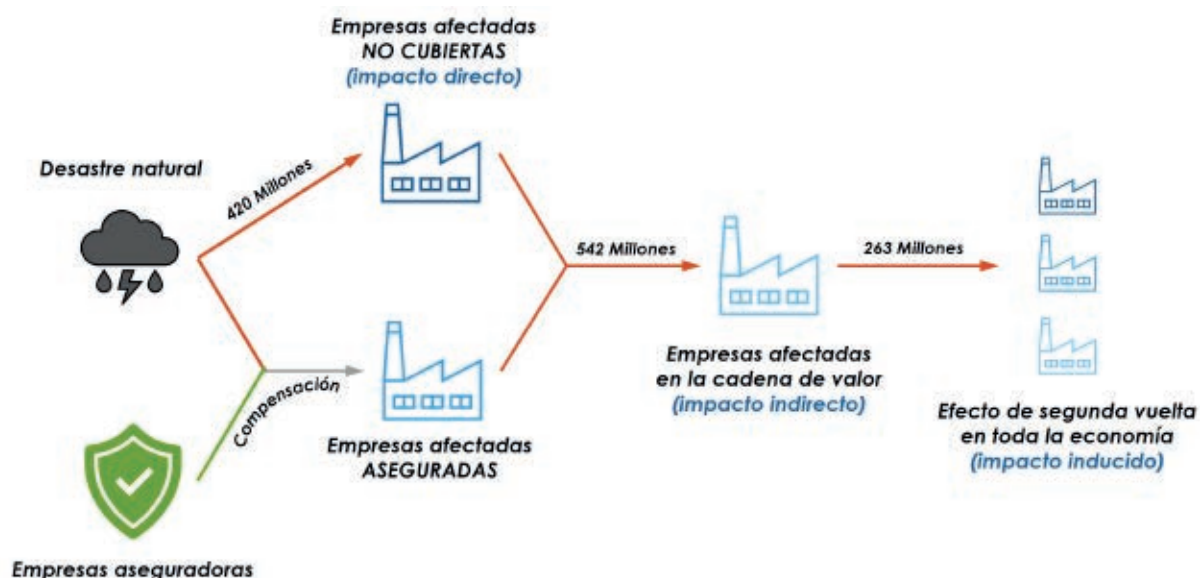 Empresas afectadas
NO CUBIERTAS
(impacto directo)
Desastre natural
420 Millones
542 Millones
263 Millones
Compensación
Empresas afectadas
ASEGURADAS
Empresas afectadas
en la cadena de valor
(impacto indirecto)
Efecto de segunda vuelta
en toda la economía
(impacto inducido)
Empresas aseguradoras